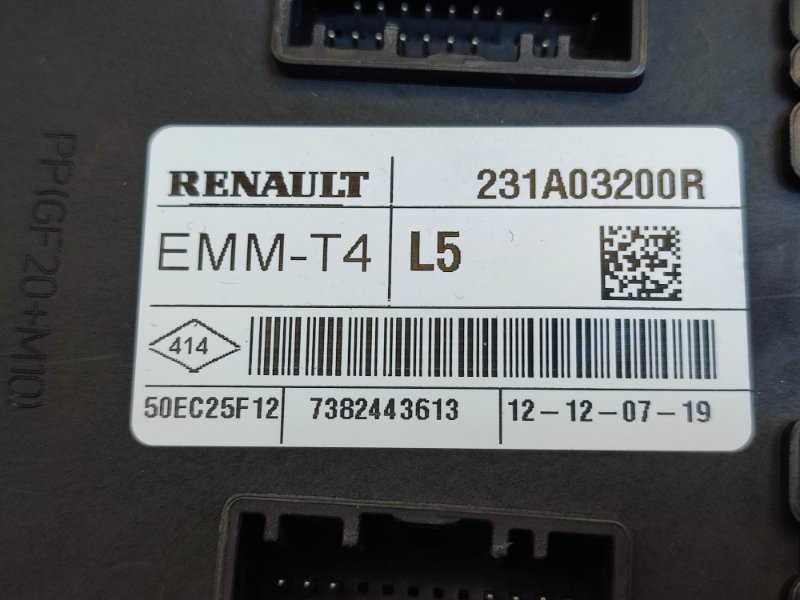 RENAULT 231A03200R
EMM-T4 L5
414
50EC25F12 7382443613 12-12-07-19
PP(GF20+M10)